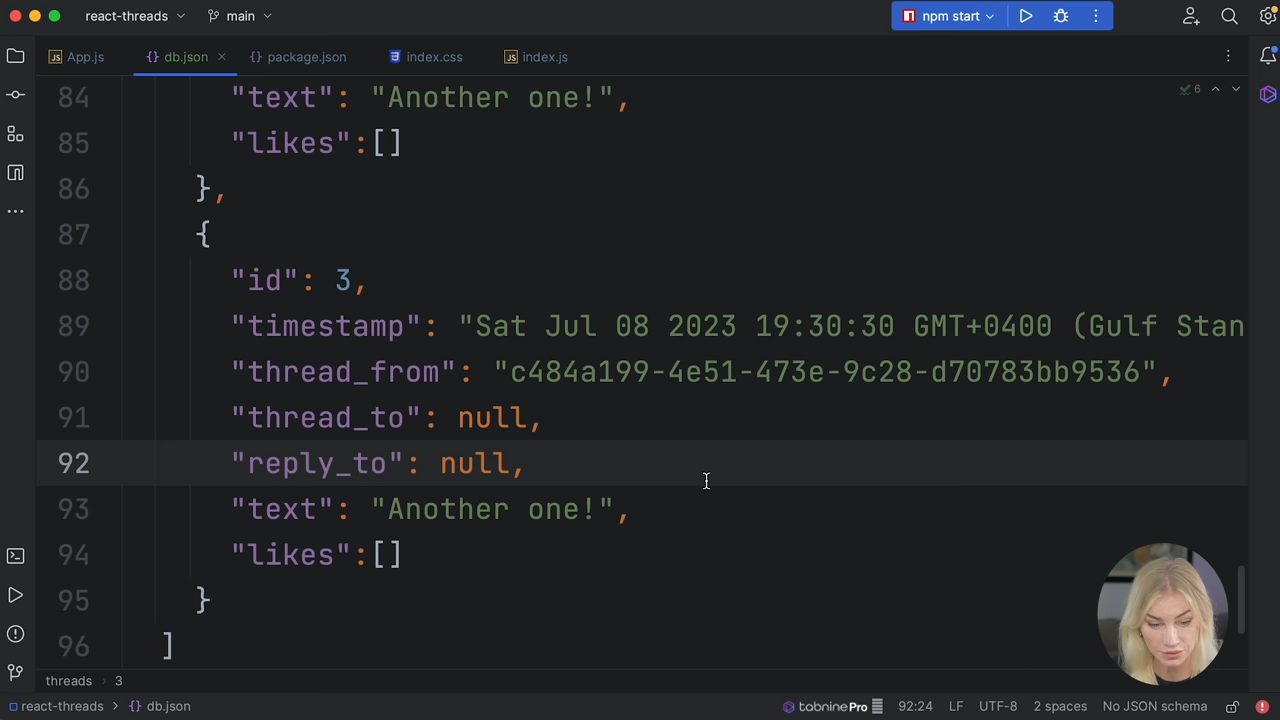 react-threads
main
npm start
JS App.js
{} db.json
{} package.json
index.css
JS index.js
84 "text": "Another one!",
6
85 "likes":[]
86 },
87 {
88 "id": 3,
89 "timestamp": "Sat Jul 08 2023 19:30:30 GMT+0400 (Gulf Stan
90 "thread_from": "c484a199-4e51-473e-9c28-d70783bb9536",
91 "thread_to": null,
92 "reply_to": null,
93 "text": "Another one!",
94 "likes":[]
95 }
96 ]
threads › 3
react-threads › {} db.json
tabninePro
92:24
LF
UTF-8
2 spaces
No JSON schema